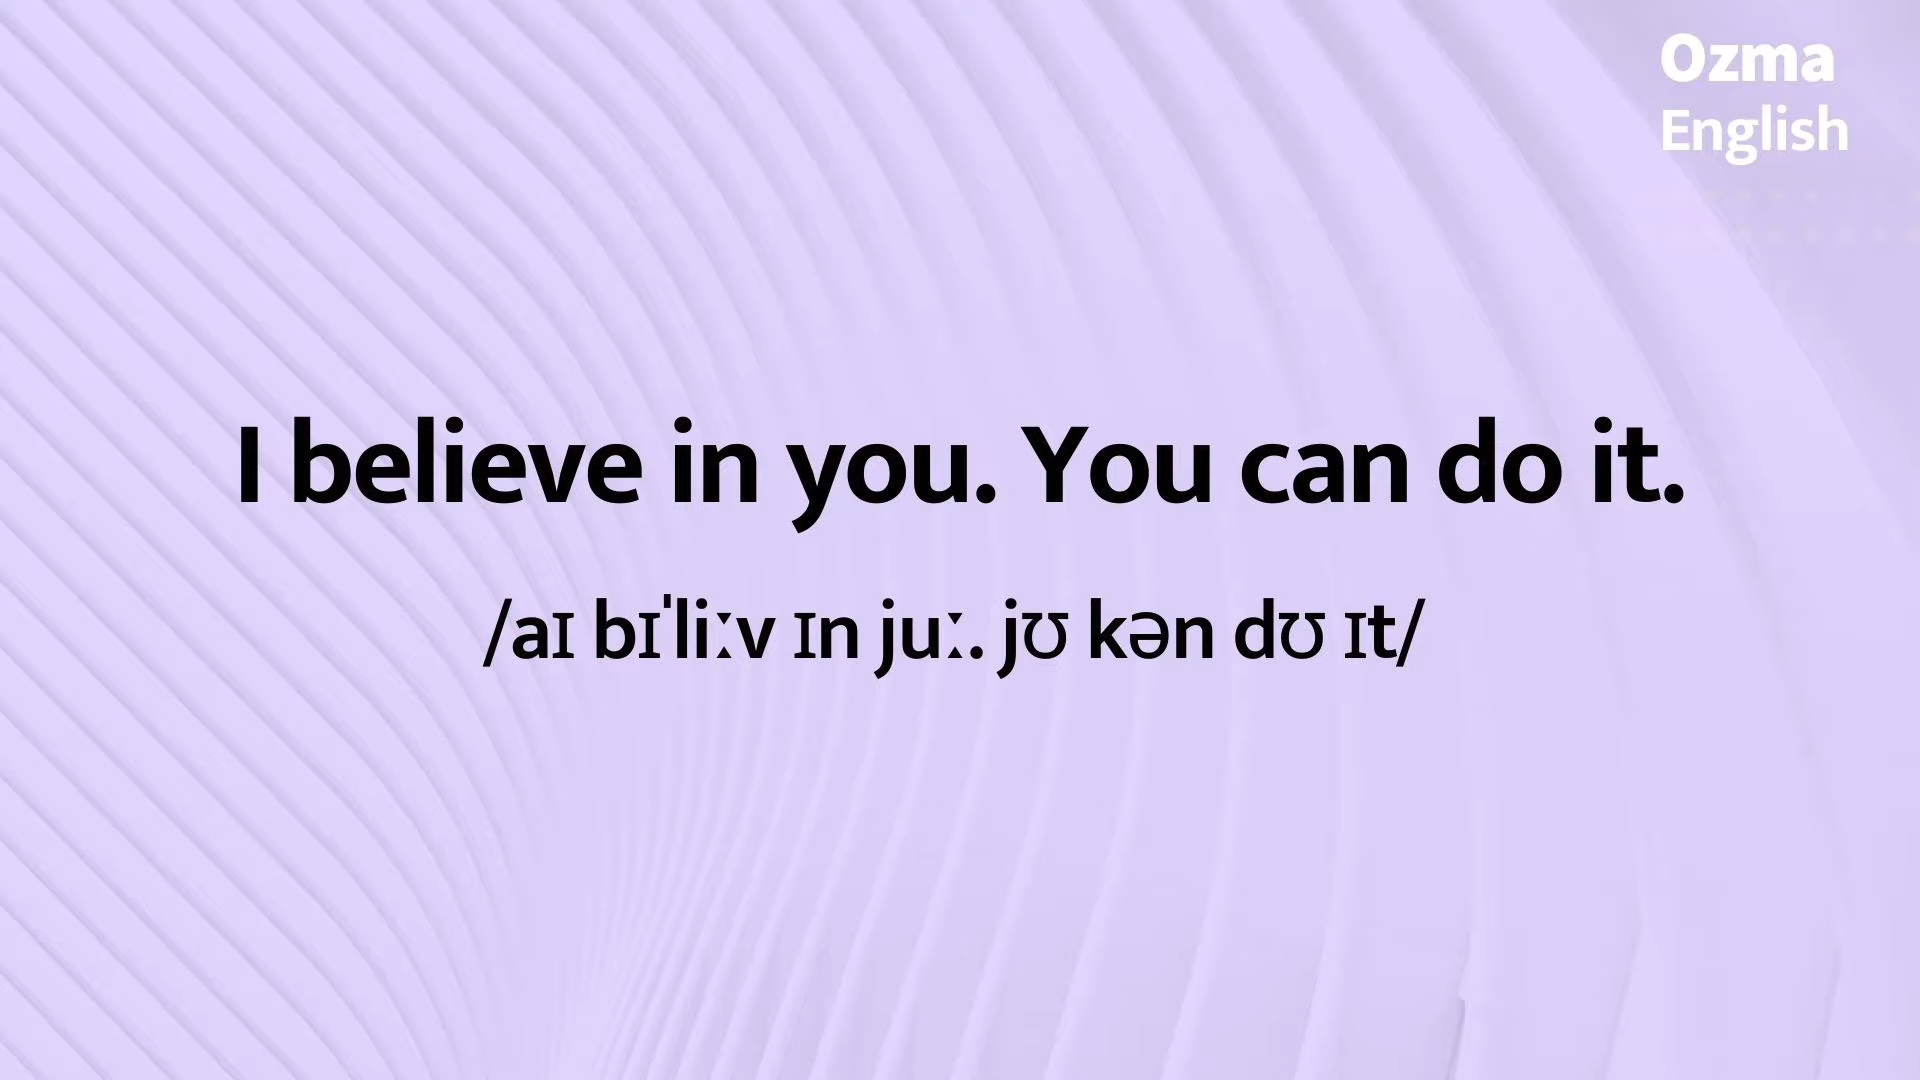 Ozma
English
I believe in you. You can do it.
/aɪ bɪˈliːv ɪn juː. jʊ kən dʊ ɪt/